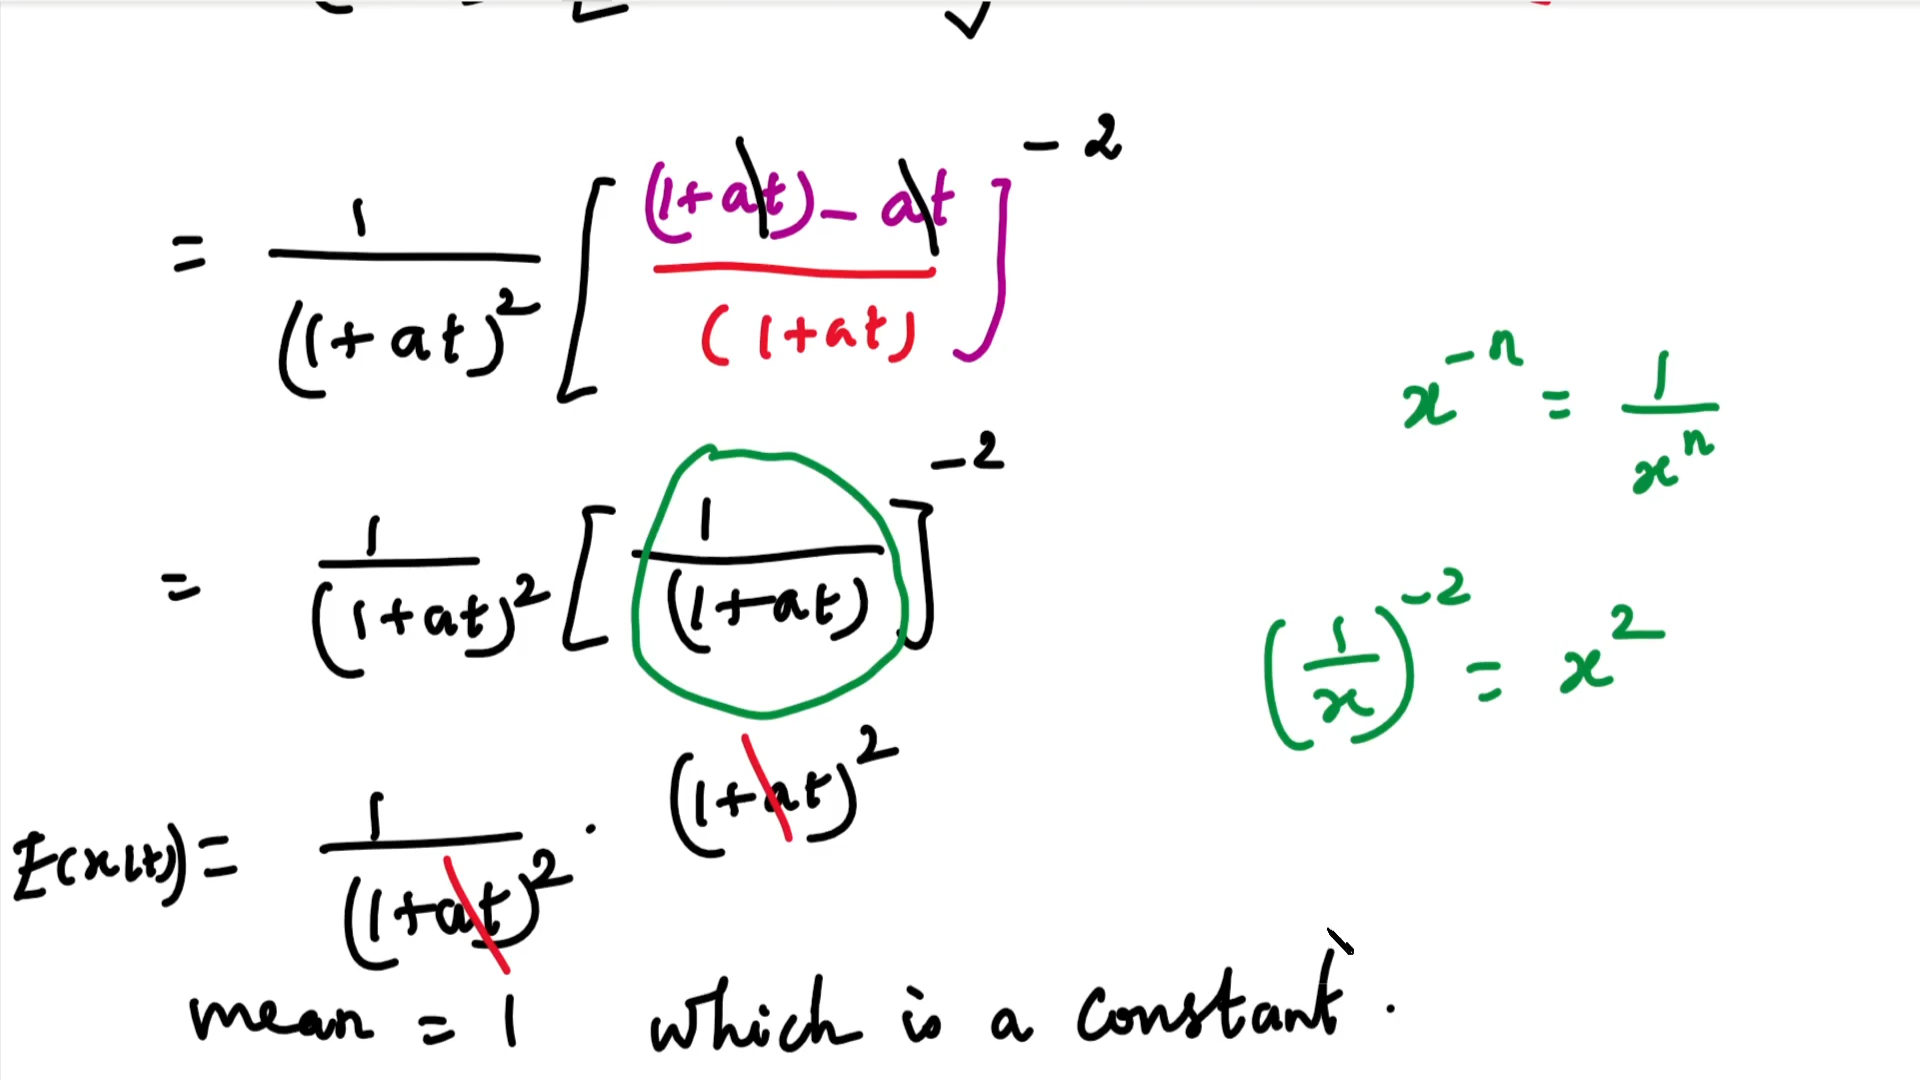 = 1/(1+at)^2 [ ((1+at) - at)/(1+at) ]^-2
x^-n = 1/x^n
= 1/(1+at)^2 [ 1/(1+at) ]^-2
(1/x)^-2 = x^2
E(x(t)) = 1/(1+at)^2 . (1+at)^2
mean = 1 which is a constant.